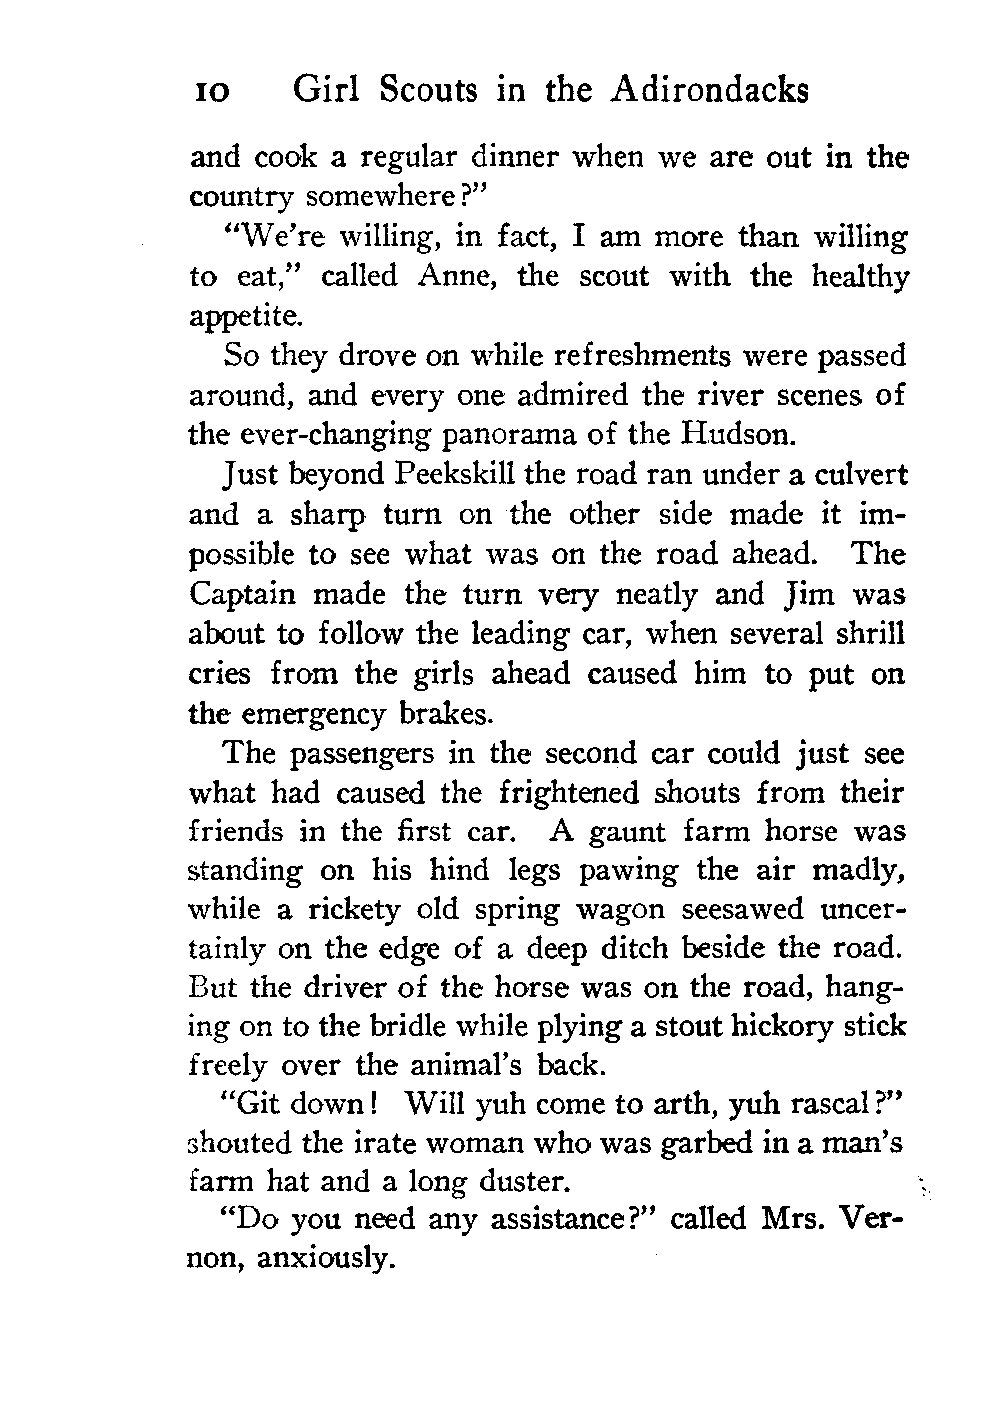 10 Girl Scouts in the Adirondacks
and cook a regular dinner when we are out in the
country somewhere?"
"We're willing, in fact, I am more than willing
to eat," called Anne, the scout with the healthy
appetite.
So they drove on while refreshments were passed
around, and every one admired the river scenes of
the ever-changing panorama of the Hudson.
Just beyond Peekskill the road ran under a culvert
and a sharp turn on the other side made it im-
possible to see what was on the road ahead. The
Captain made the turn very neatly and Jim was
about to follow the leading car, when several shrill
cries from the girls ahead caused him to put on
the emergency brakes.
The passengers in the second car could just see
what had caused the frightened shouts from their
friends in the first car. A gaunt farm horse was
standing on his hind legs pawing the air madly,
while a rickety old spring wagon seesawed uncer-
tainly on the edge of a deep ditch beside the road.
But the driver of the horse was on the road, hang-
ing on to the bridle while plying a stout hickory stick
freely over the animal's back.
"Git down! Will yuh come to arth, yuh rascal?"
shouted the irate woman who was garbed in a man's
farm hat and a long duster.
"Do you need any assistance?" called Mrs. Ver-
non, anxiously.